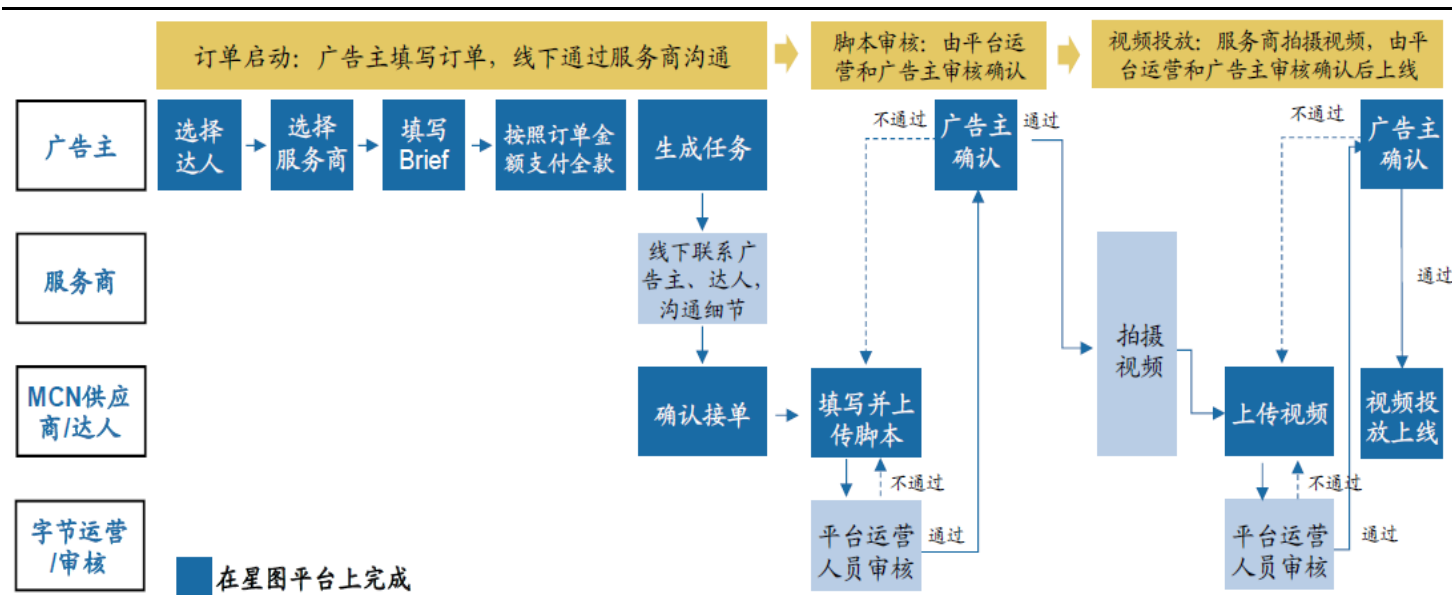 订单启动：广告主填写订单，线下通过服务商沟通
脚本审核：由平台运
营和广告主审核确认
视频投放：服务商拍摄视频，由平
台运营和广告主审核确认后上线
广告主
选择
达人
选择
服务商
填写
Brief
按照订单金
额支付全款
生成任务
不通过
广告主
确认
通过
不通过
广告主
确认
服务商
线下联系广
告主、达人，
沟通细节
拍摄
视频
通过
MCN供应
商/达人
确认接单
填写并上
传脚本
上传视频
视频投
放上线
不通过
不通过
字节运营
/审核
平台运营
人员审核
通过
平台运营
人员审核
通过
在星图平台上完成